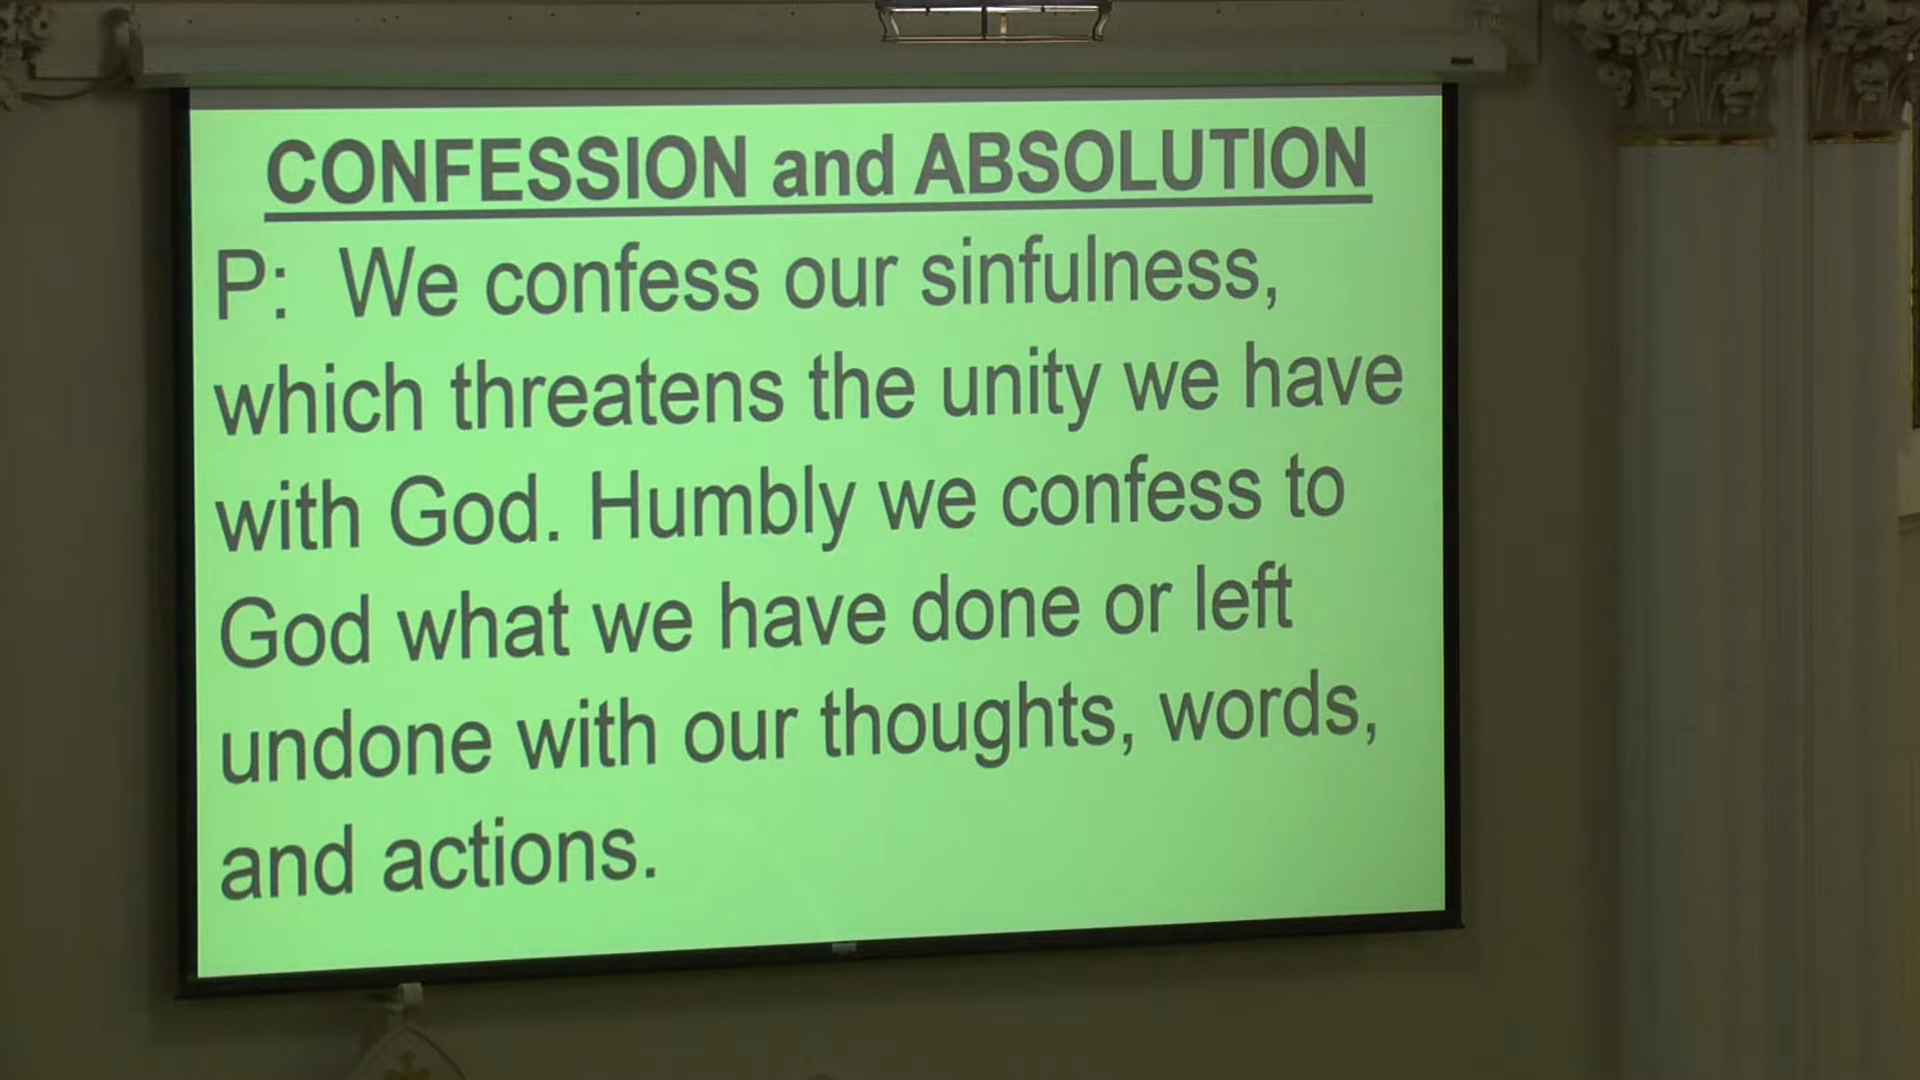 CONFESSION and ABSOLUTION
P: We confess our sinfulness,
which threatens the unity we have
with God. Humbly we confess to
God what we have done or left
undone with our thoughts, words,
and actions.